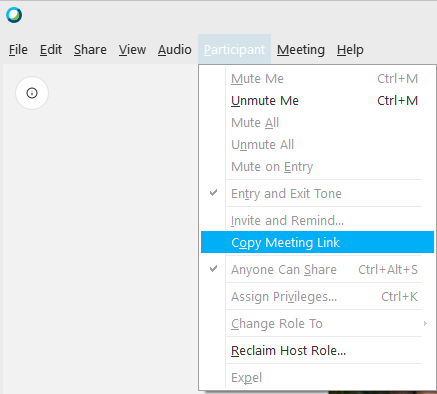 File Edit Share View Audio Participant Meeting Help
Mute Me Ctrl+M
Unmute Me Ctrl+M
Mute All
Unmute All
Mute on Entry
Entry and Exit Tone
Invite and Remind...
Copy Meeting Link
Anyone Can Share Ctrl+Alt+S
Assign Privileges... Ctrl+K
Change Role To
Reclaim Host Role...
Expel